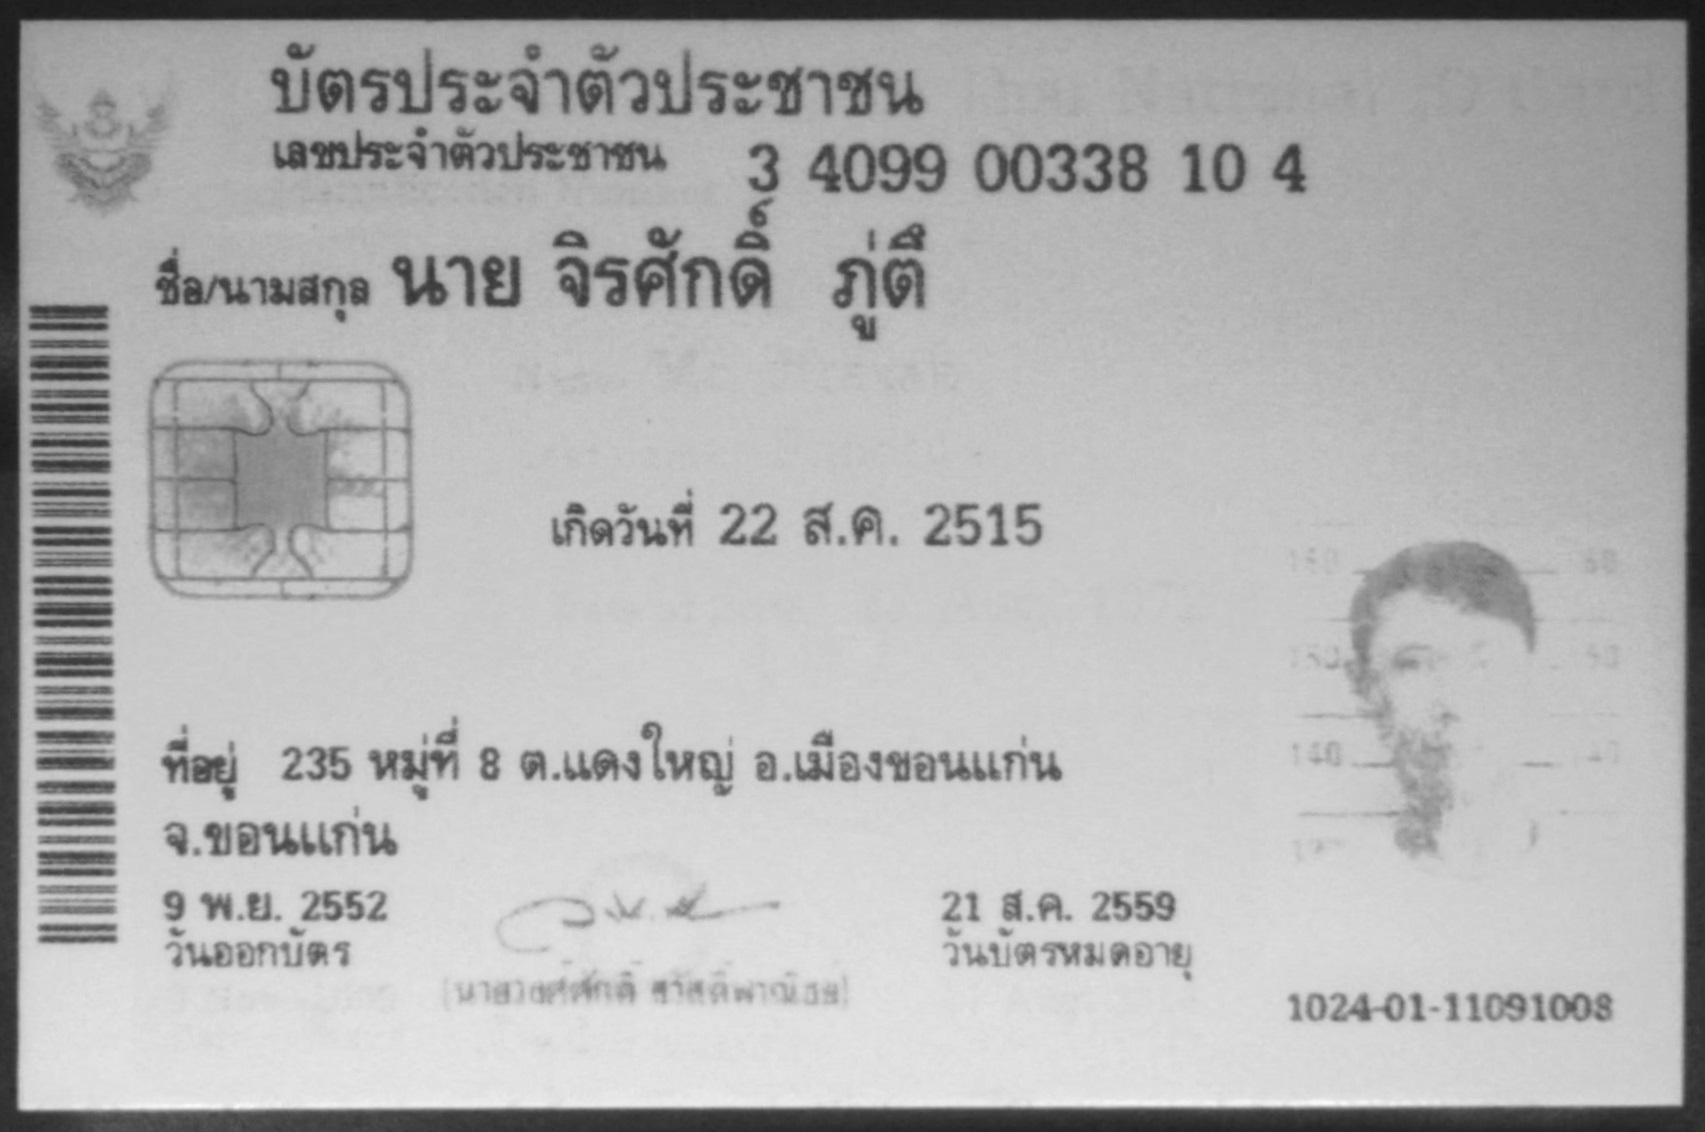 บัตรประจำตัวประชาชน
เลขประจำตัวประชาชน 3 4099 00338 10 4
ชื่อ/นามสกุล นาย จิรศักดิ์ ภู่ตึ
เกิดวันที่ 22 ส.ค. 2515
160 60
150 50
140 40
ที่อยู่ 235 หมู่ที่ 8 ต.แดงใหญ่ อ.เมืองขอนแก่น
จ.ขอนแก่น
9 พ.ย. 2552
วันออกบัตร
21 ส.ค. 2559
วันบัตรหมดอายุ
(นายวงศ์ศักดิ์ สวัสดิ์พาณิชย์)
1024-01-11091008